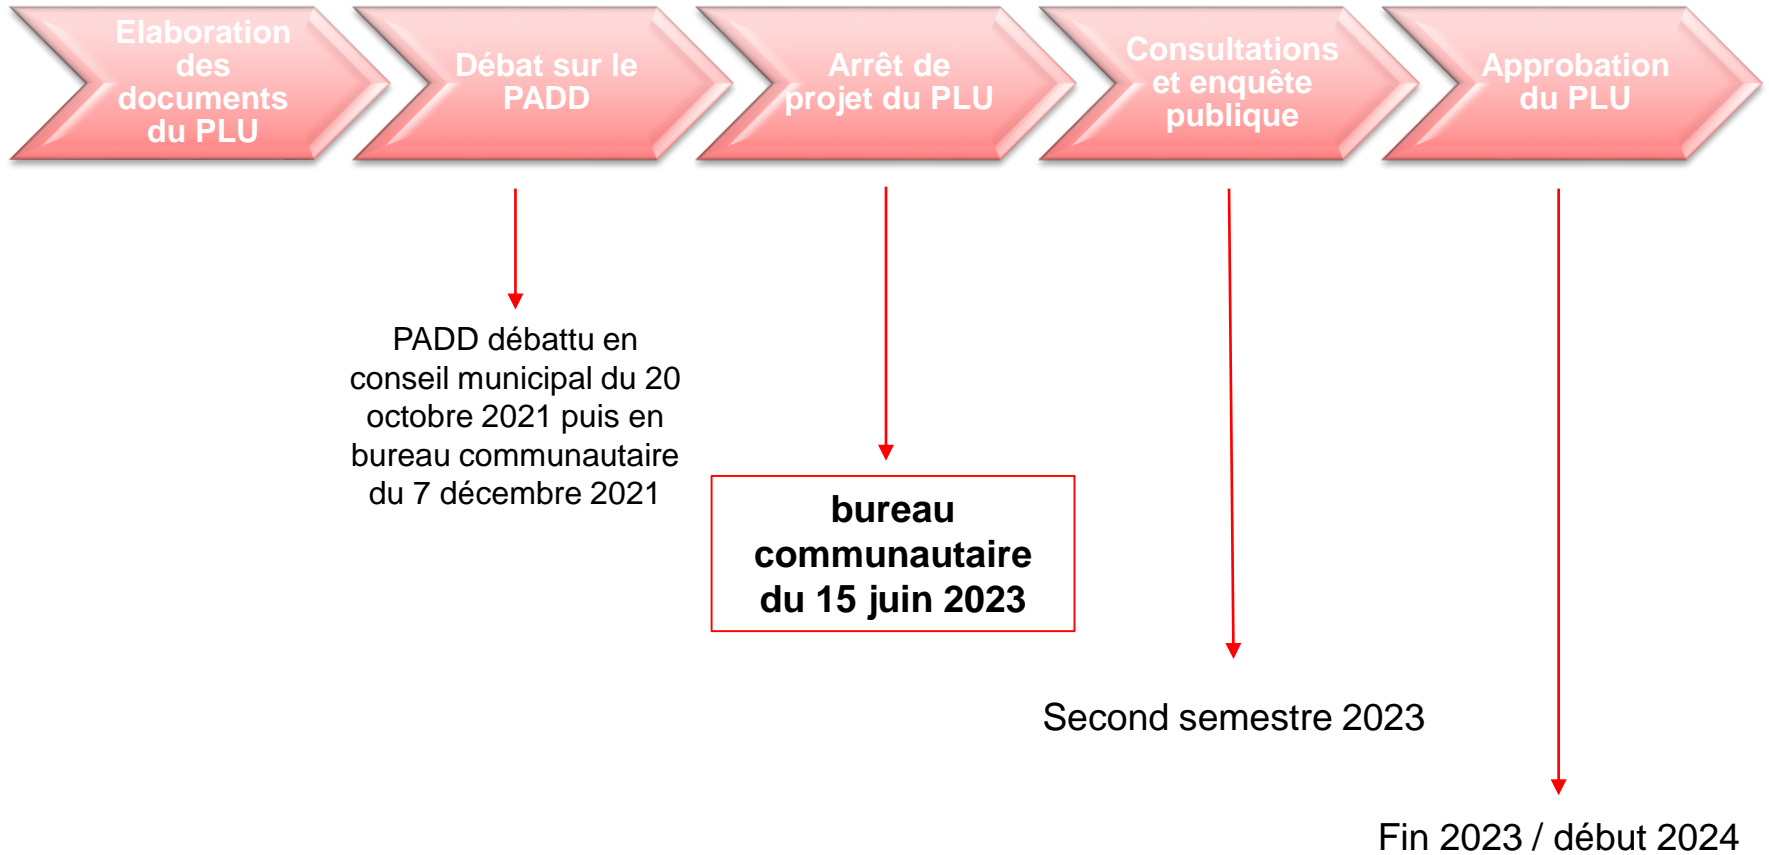 Elaboration
des
documents
du PLU
Débat sur le
PADD
Arrêt de
projet du PLU
Consultations
et enquête
publique
Approbation
du PLU
PADD débattu en
conseil municipal du 20
octobre 2021 puis en
bureau communautaire
du 7 décembre 2021
bureau
communautaire
du 15 juin 2023
Second semestre 2023
Fin 2023 / début 2024